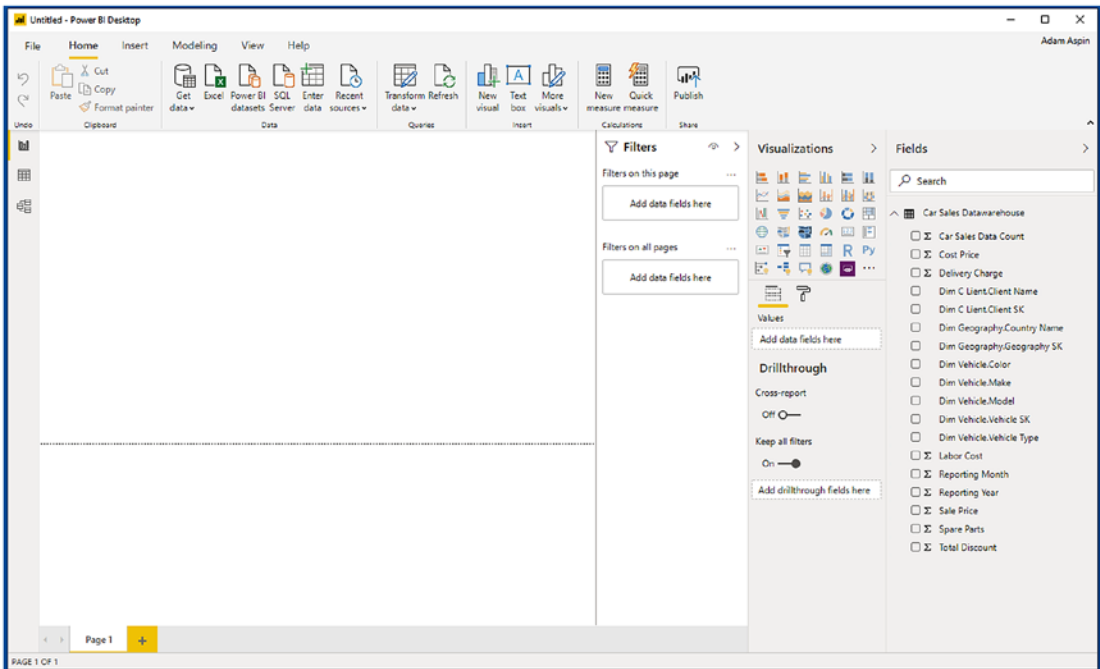 Untitled - Power BI Desktop
Adam Aspin
File Home Insert Modeling View Help
Cut
Copy
Format painter
Paste
Get data
Excel
Power BI datasets
SQL Server
Enter data
Recent sources
Transform data
Refresh
New visual
Text box
More visuals
New measure
Quick measure
Publish
Undo
Clipboard
Data
Queries
Insert
Calculations
Share
Filters
Filters on this page
...
Add data fields here
Filters on all pages
...
Add data fields here
Visualizations
R Py
...
Values
Add data fields here
Drillthrough
Cross-report
Off
Keep all filters
On
Add drillthrough fields here
Fields
Search
Car Sales Datawarehouse
Σ Car Sales Data Count
Σ Cost Price
Σ Delivery Charge
Dim C Lient.Client Name
Dim C Lient.Client SK
Dim Geography.Country Name
Dim Geography.Geography SK
Dim Vehicle.Color
Dim Vehicle.Make
Dim Vehicle.Model
Dim Vehicle.Vehicle SK
Dim Vehicle.Vehicle Type
Σ Labor Cost
Σ Reporting Month
Σ Reporting Year
Σ Sale Price
Σ Spare Parts
Σ Total Discount
Page 1 +
PAGE 1 OF 1